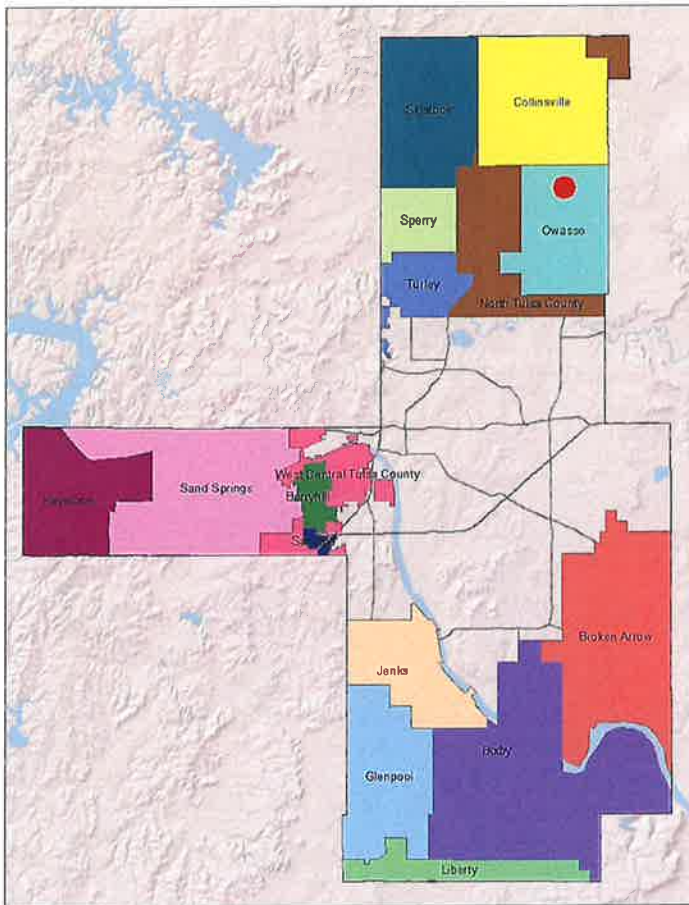 Skiatook
Collinsville
Sperry
Owasso
Turley
North Tulsa County
West Central Tulsa County
Sand Springs
Berryhill
Keystone
Broken Arrow
Jenks
Bixby
Glenpool
Liberty